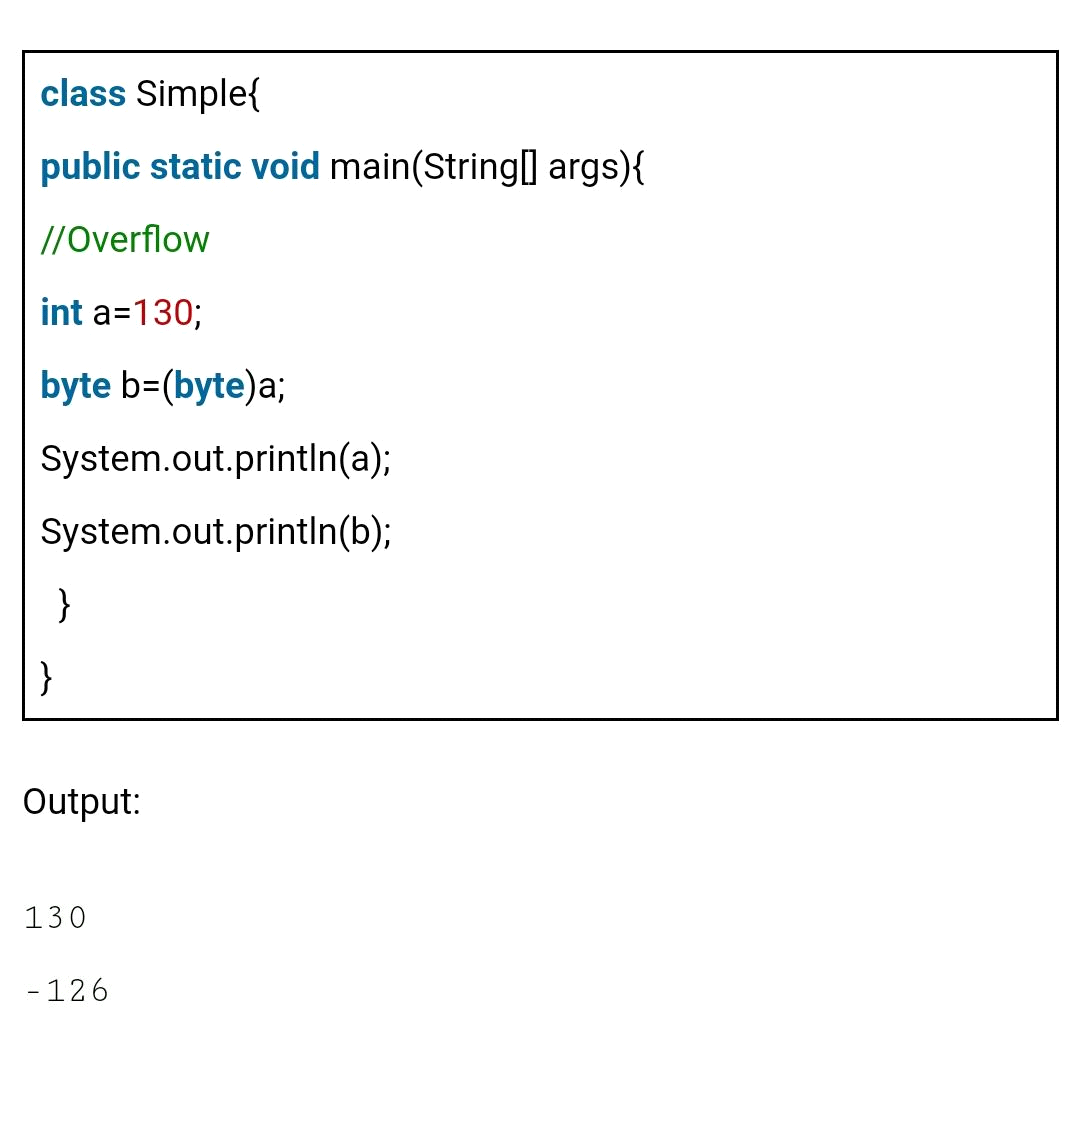 class Simple{
public static void main(String[] args){
//Overflow
int a=130;
byte b=(byte)a;
System.out.println(a);
System.out.println(b);
}
}
Output:
130
-126